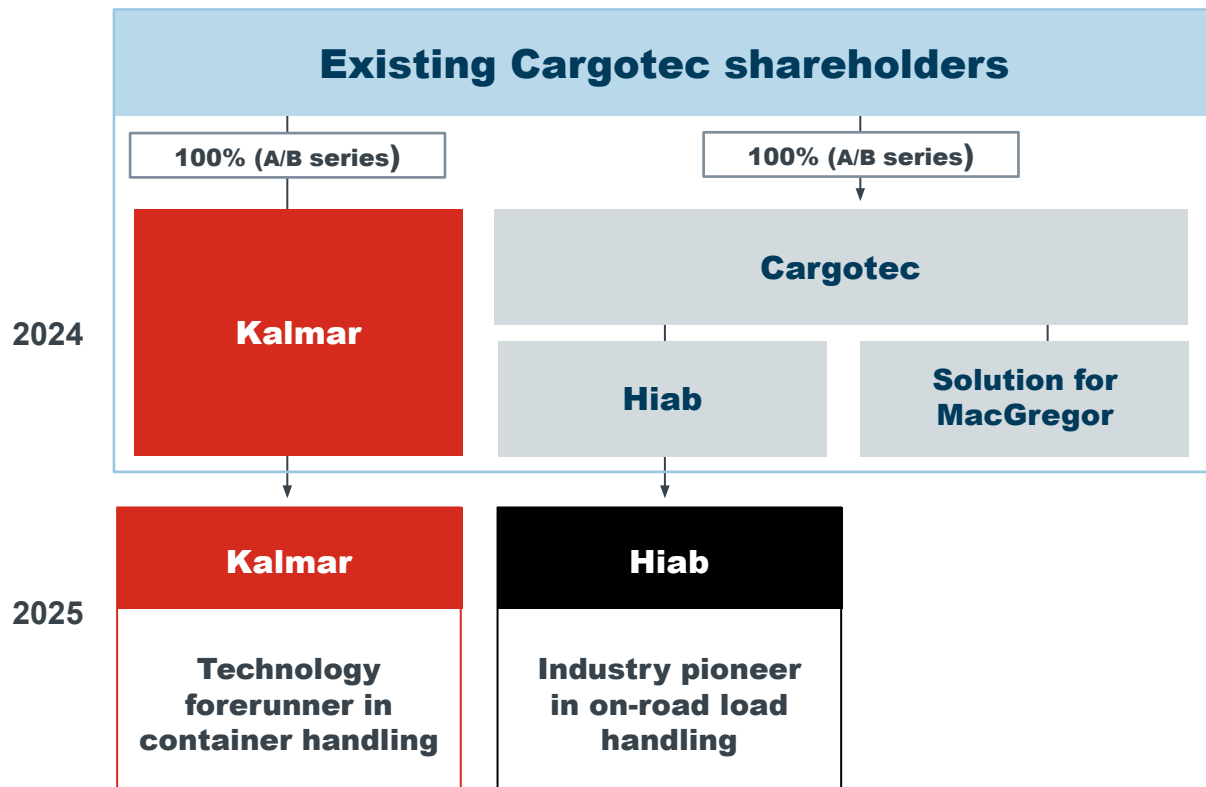 Existing Cargotec shareholders
100% (A/B series)
100% (A/B series)
2024
Kalmar
Cargotec
Hiab
Solution for
MacGregor
2025
Kalmar
Technology
forerunner in
container handling
Hiab
Industry pioneer
in on-road load
handling